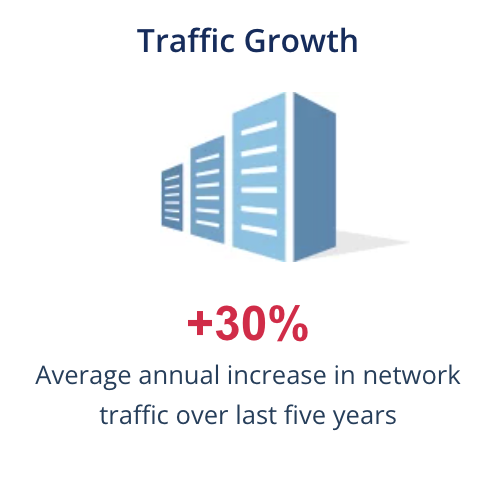 Traffic Growth
+30%
Average annual increase in network
traffic over last five years